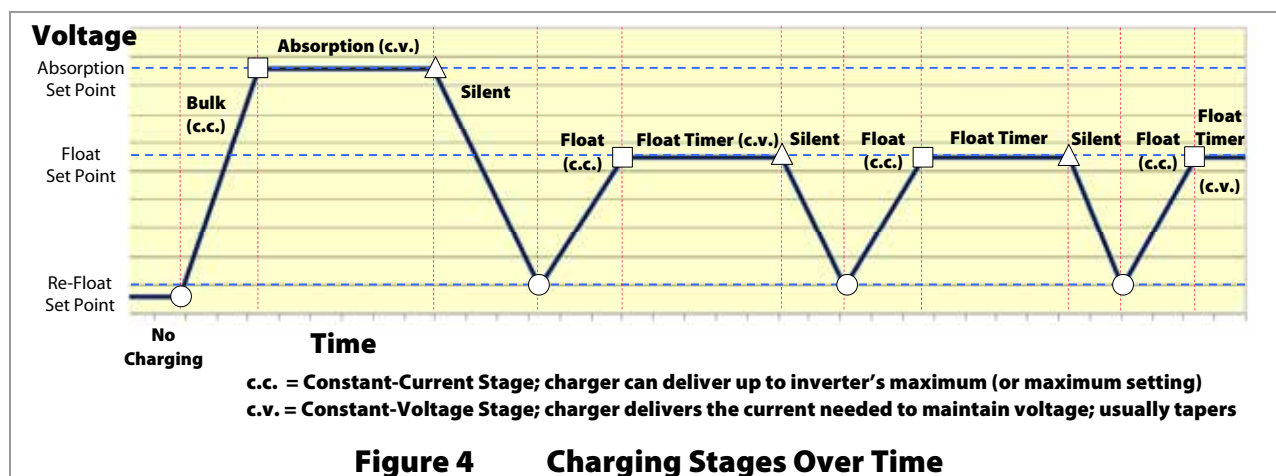 Voltage
Absorption
Set Point
Float
Set Point
Re-Float
Set Point
Absorption (c.v.)
Bulk
(c.c.)
Silent
Float
(c.c.)
Float Timer (c.v.)
Silent
Float
(c.c.)
Float Timer
Silent
Float
(c.c.)
Float
Timer
(c.v.)
No
Charging
Time
c.c. = Constant-Current Stage; charger can deliver up to inverter’s maximum (or maximum setting)
c.v. = Constant-Voltage Stage; charger delivers the current needed to maintain voltage; usually tapers
Figure 4 Charging Stages Over Time